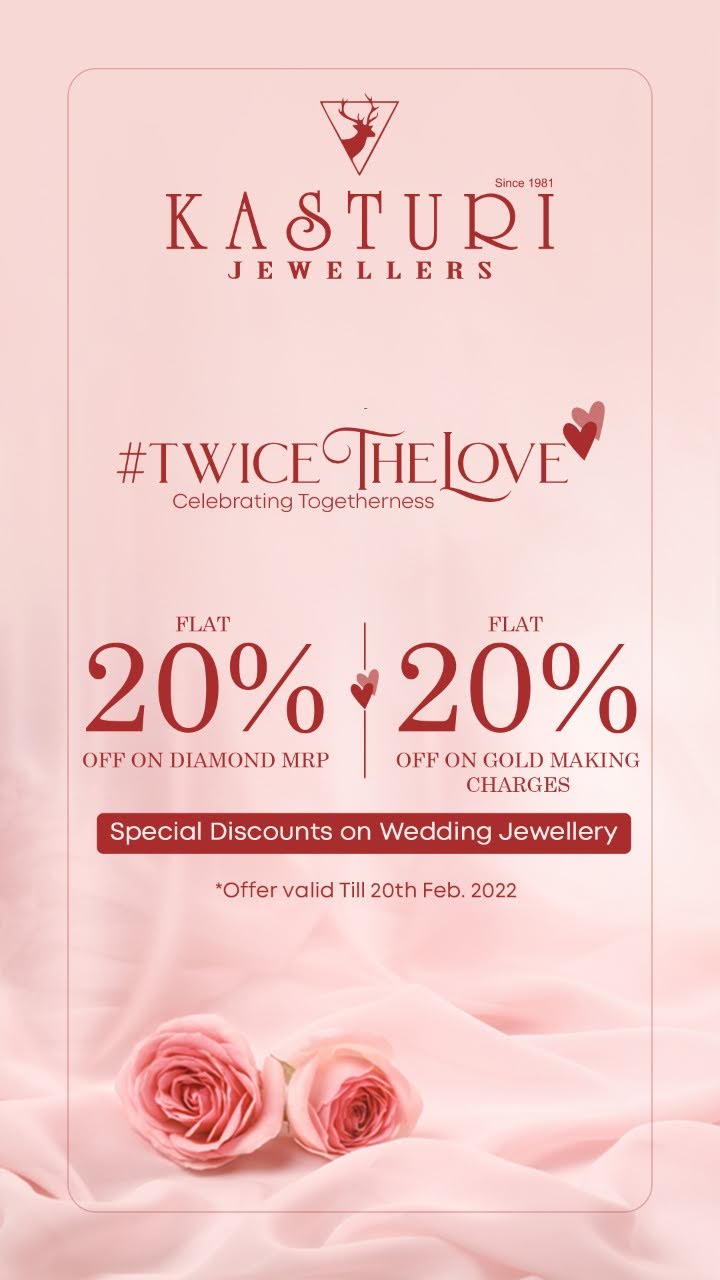 Since 1981
KASTURI
JEWELLERS
#TWICETHELOVE
Celebrating Togetherness
FLAT
20%
OFF ON DIAMOND MRP
FLAT
20%
OFF ON GOLD MAKING
CHARGES
Special Discounts on Wedding Jewellery
*Offer valid Till 20th Feb. 2022